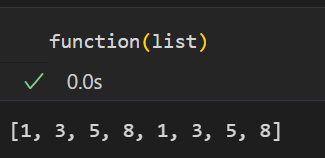 function(list)
0.0s
[1, 3, 5, 8, 1, 3, 5, 8]